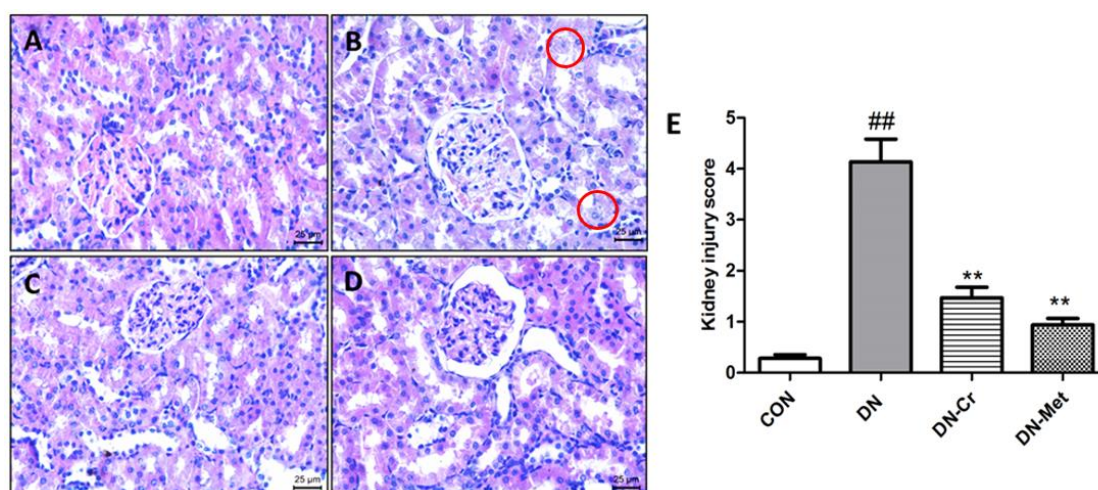 A
B
25 μm
25 μm
C
D
25 μm
25 μm
E
Kidney injury score
5
4
3
2
1
0
##
**
**
CON
DN
DN-Cr
DN-Met